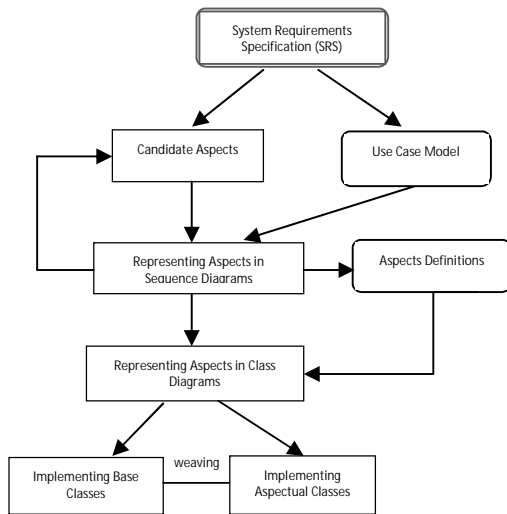 System Requirements
Specification (SRS)
Candidate Aspects
Use Case Model
Representing Aspects in
Sequence Diagrams
Aspects Definitions
Representing Aspects in Class
Diagrams
Implementing Base
Classes
weaving
Implementing
Aspectual Classes